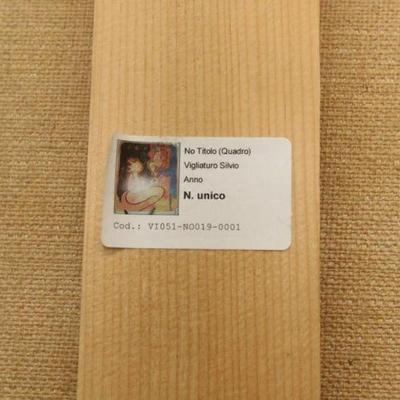 No Titolo (Quadro)
Vigliaturo Silvio
Anno
N. unico
Cod.: VI051-NO019-0001